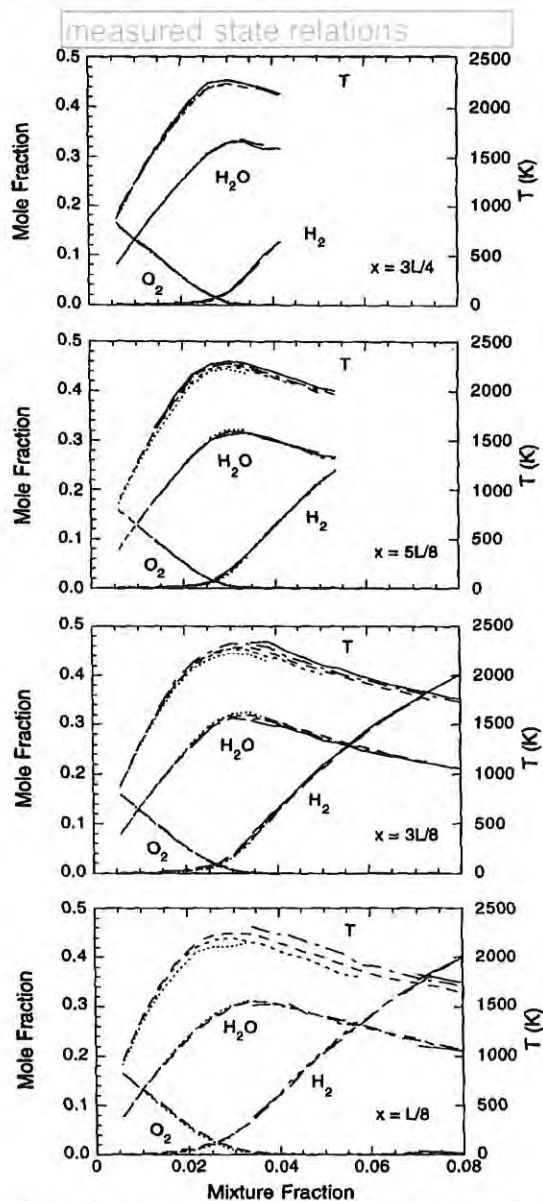 measured state relations
0.5
0.4
0.3
0.2
0.1
0.0
Mole Fraction
T
H2O
H2
O2
x = 3L/4
2500
2000
1500
1000
500
0
T (K)
0.5
0.4
0.3
0.2
0.1
0.0
Mole Fraction
T
H2O
H2
O2
x = 5L/8
2500
2000
1500
1000
500
0
T (K)
0.5
0.4
0.3
0.2
0.1
0.0
Mole Fraction
T
H2O
H2
O2
x = 3L/8
2500
2000
1500
1000
500
0
T (K)
0.5
0.4
0.3
0.2
0.1
0.0
Mole Fraction
T
H2O
H2
O2
x = L/8
2500
2000
1500
1000
500
0
T (K)
0 0.02 0.04 0.06 0.08
Mixture Fraction